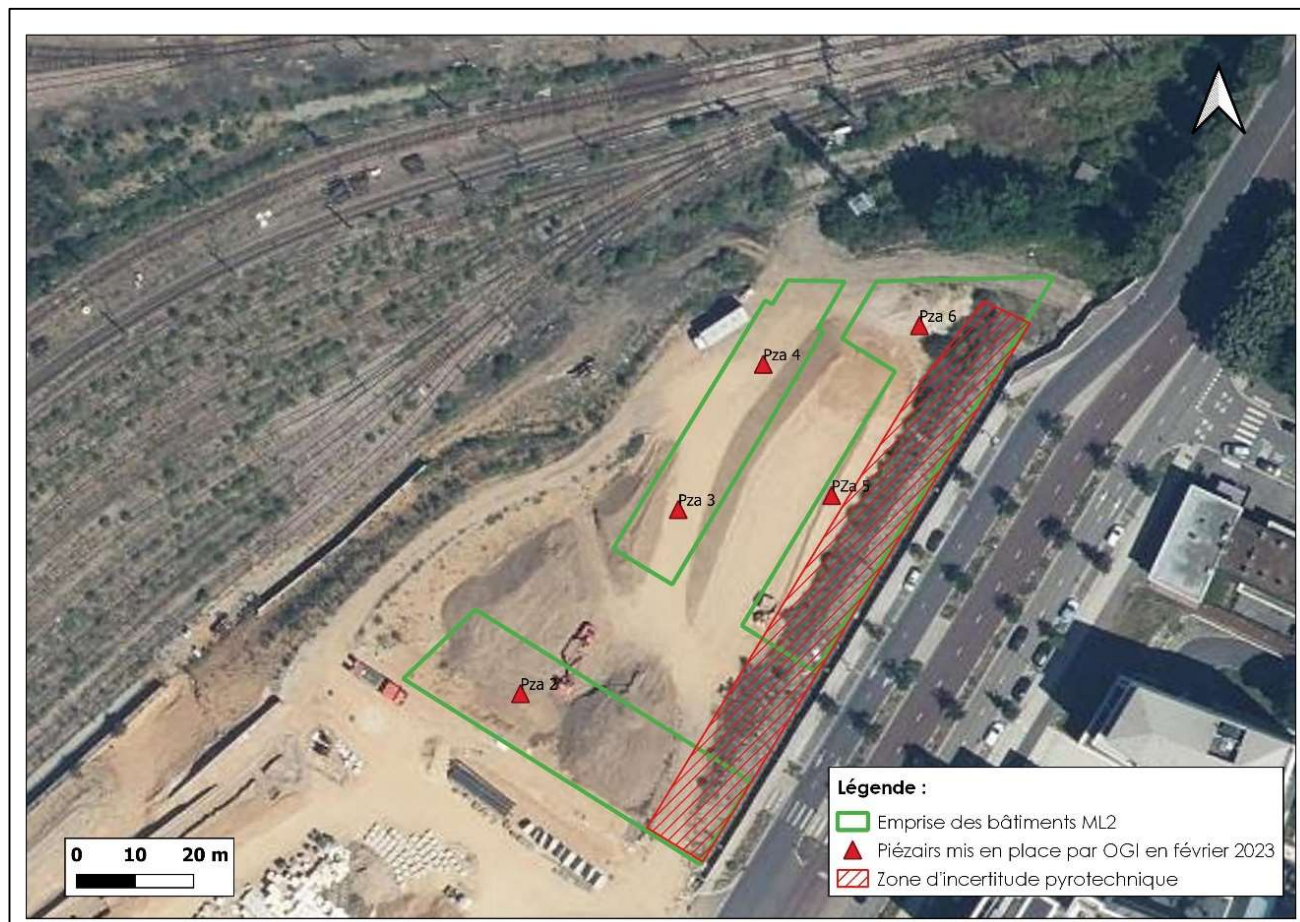 Pza 6
Pza 4
PZa 5
Pza 3
Pza 2
Légende :
Emprise des bâtiments ML2
Piézairs mis en place par OGI en février 2023
Zone d'incertitude pyrotechnique
0 10 20 m